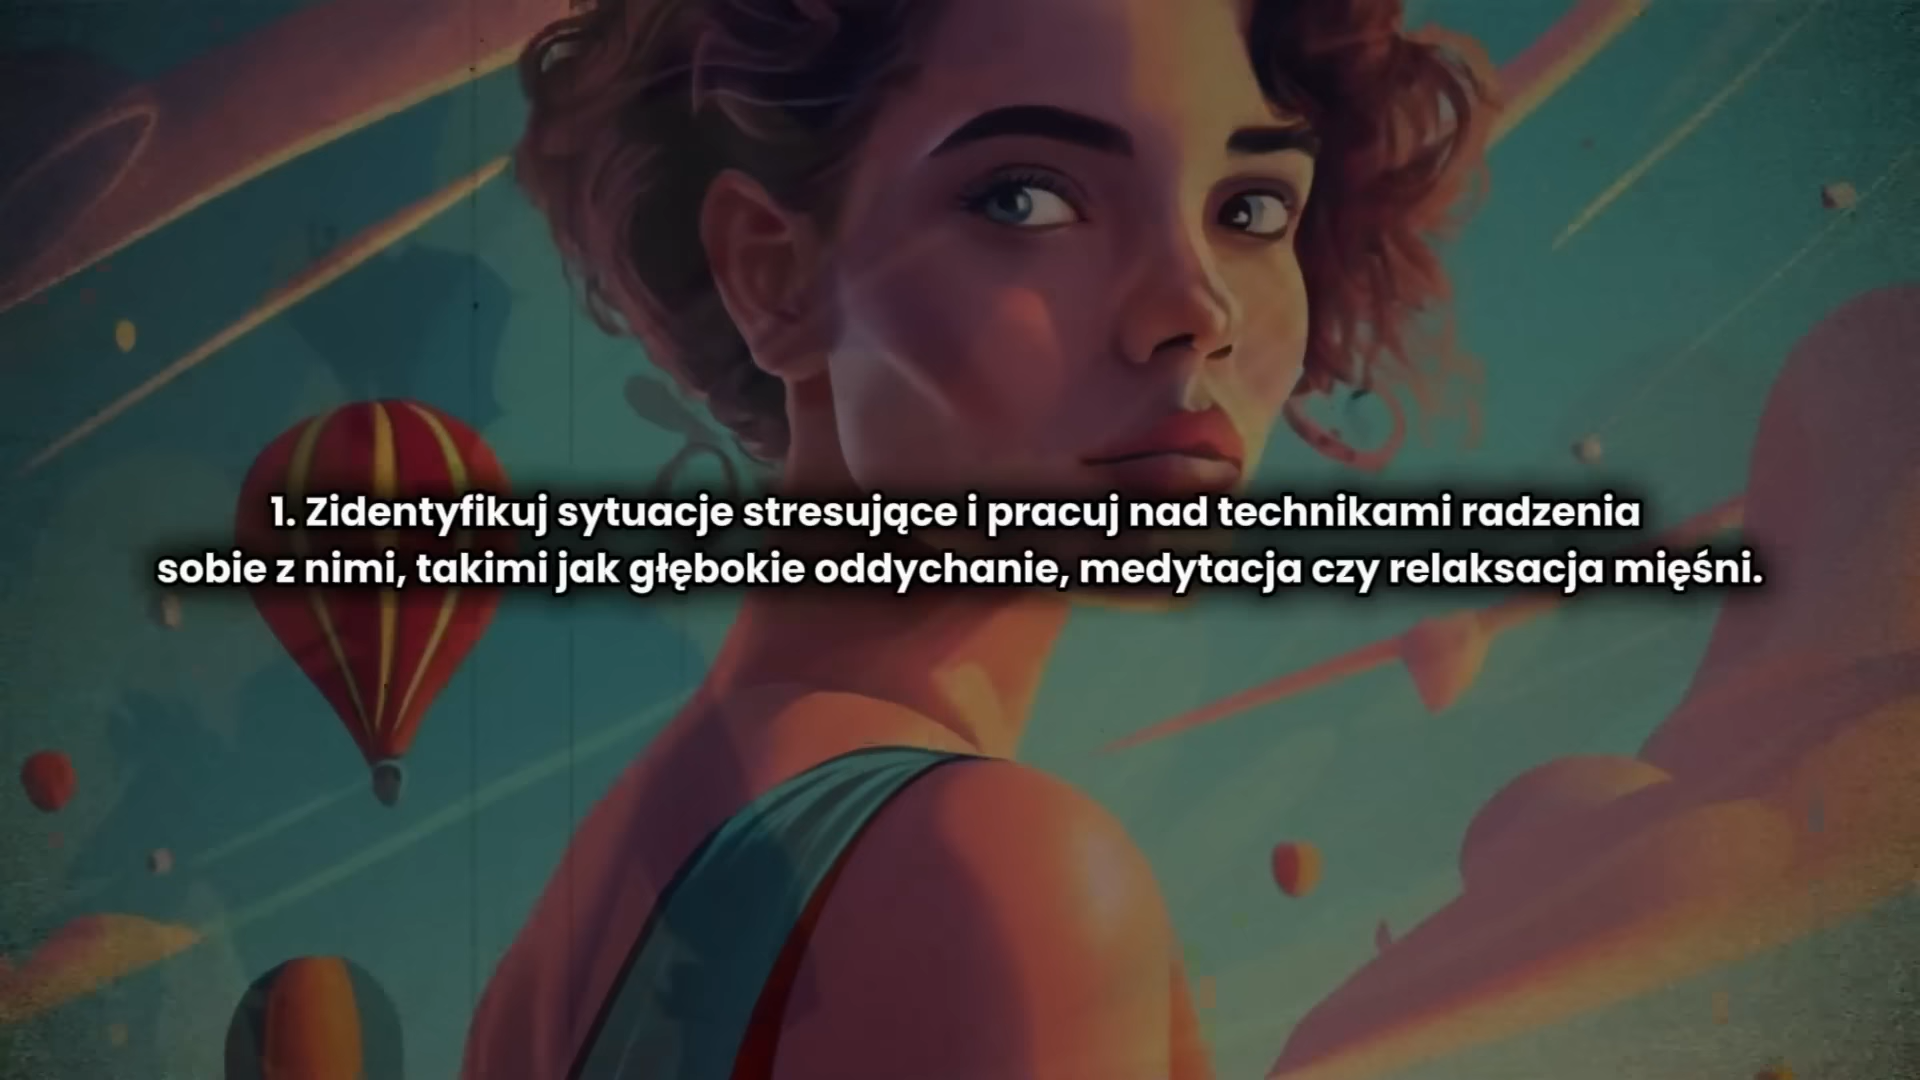 1. Zidentyfikuj sytuacje stresujące i pracuj nad technikami radzenia
sobie z nimi, takimi jak głębokie oddychanie, medytacja czy relaksacja mięśni.